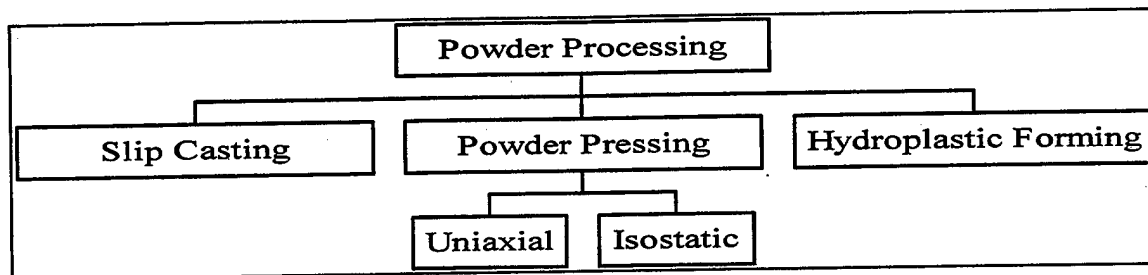 Powder Processing
Slip Casting
Powder Pressing
Hydroplastic Forming
Uniaxial
Isostatic